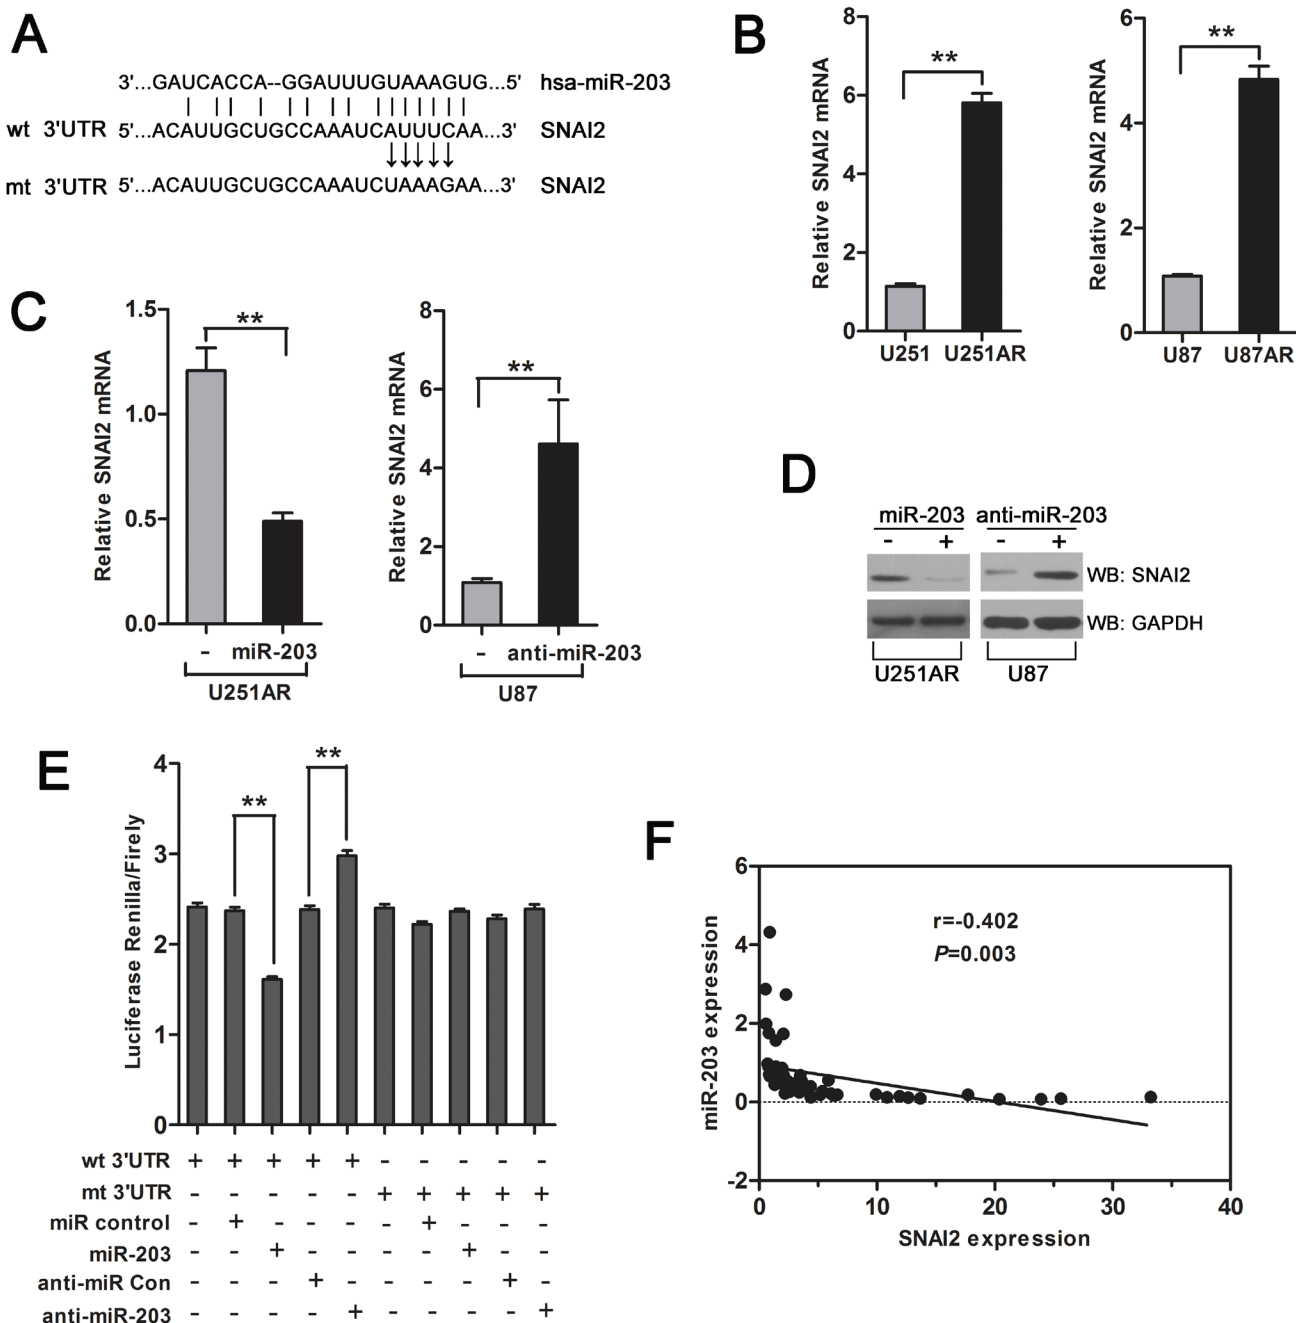 A
3'...GAUCACCA--GGAUUUGUAAAGUG...5' hsa-miR-203
wt 3'UTR 5'...ACAUUGCUGCCAAAUCAUUUCAA...3' SNAI2
mt 3'UTR 5'...ACAUUGCUGCCAAAUCUAAAGAA...3' SNAI2
B
Relative SNAI2 mRNA
8
6
4
2
0
**
U251 U251AR
Relative SNAI2 mRNA
6
4
2
0
**
U87 U87AR
C
Relative SNAI2 mRNA
1.5
1.0
0.5
0.0
**
- miR-203
U251AR
Relative SNAI2 mRNA
8
6
4
2
0
**
- anti-miR-203
U87
D
miR-203 anti-miR-203
- + - +
WB: SNAI2
WB: GAPDH
U251AR U87
E
Luciferase Renilla/Firely
4
3
2
1
0
**
**
wt 3'UTR + + + + + - - - - -
mt 3'UTR - - - - - + + + + +
miR control - + - - - - + - - -
miR-203 - - + - - - - + - -
anti-miR Con - - - + - - - - + -
anti-miR-203 - - - - + - - - - +
F
miR-203 expression
6
4
2
0
-2
r=-0.402
P=0.003
0 10 20 30 40
SNAI2 expression